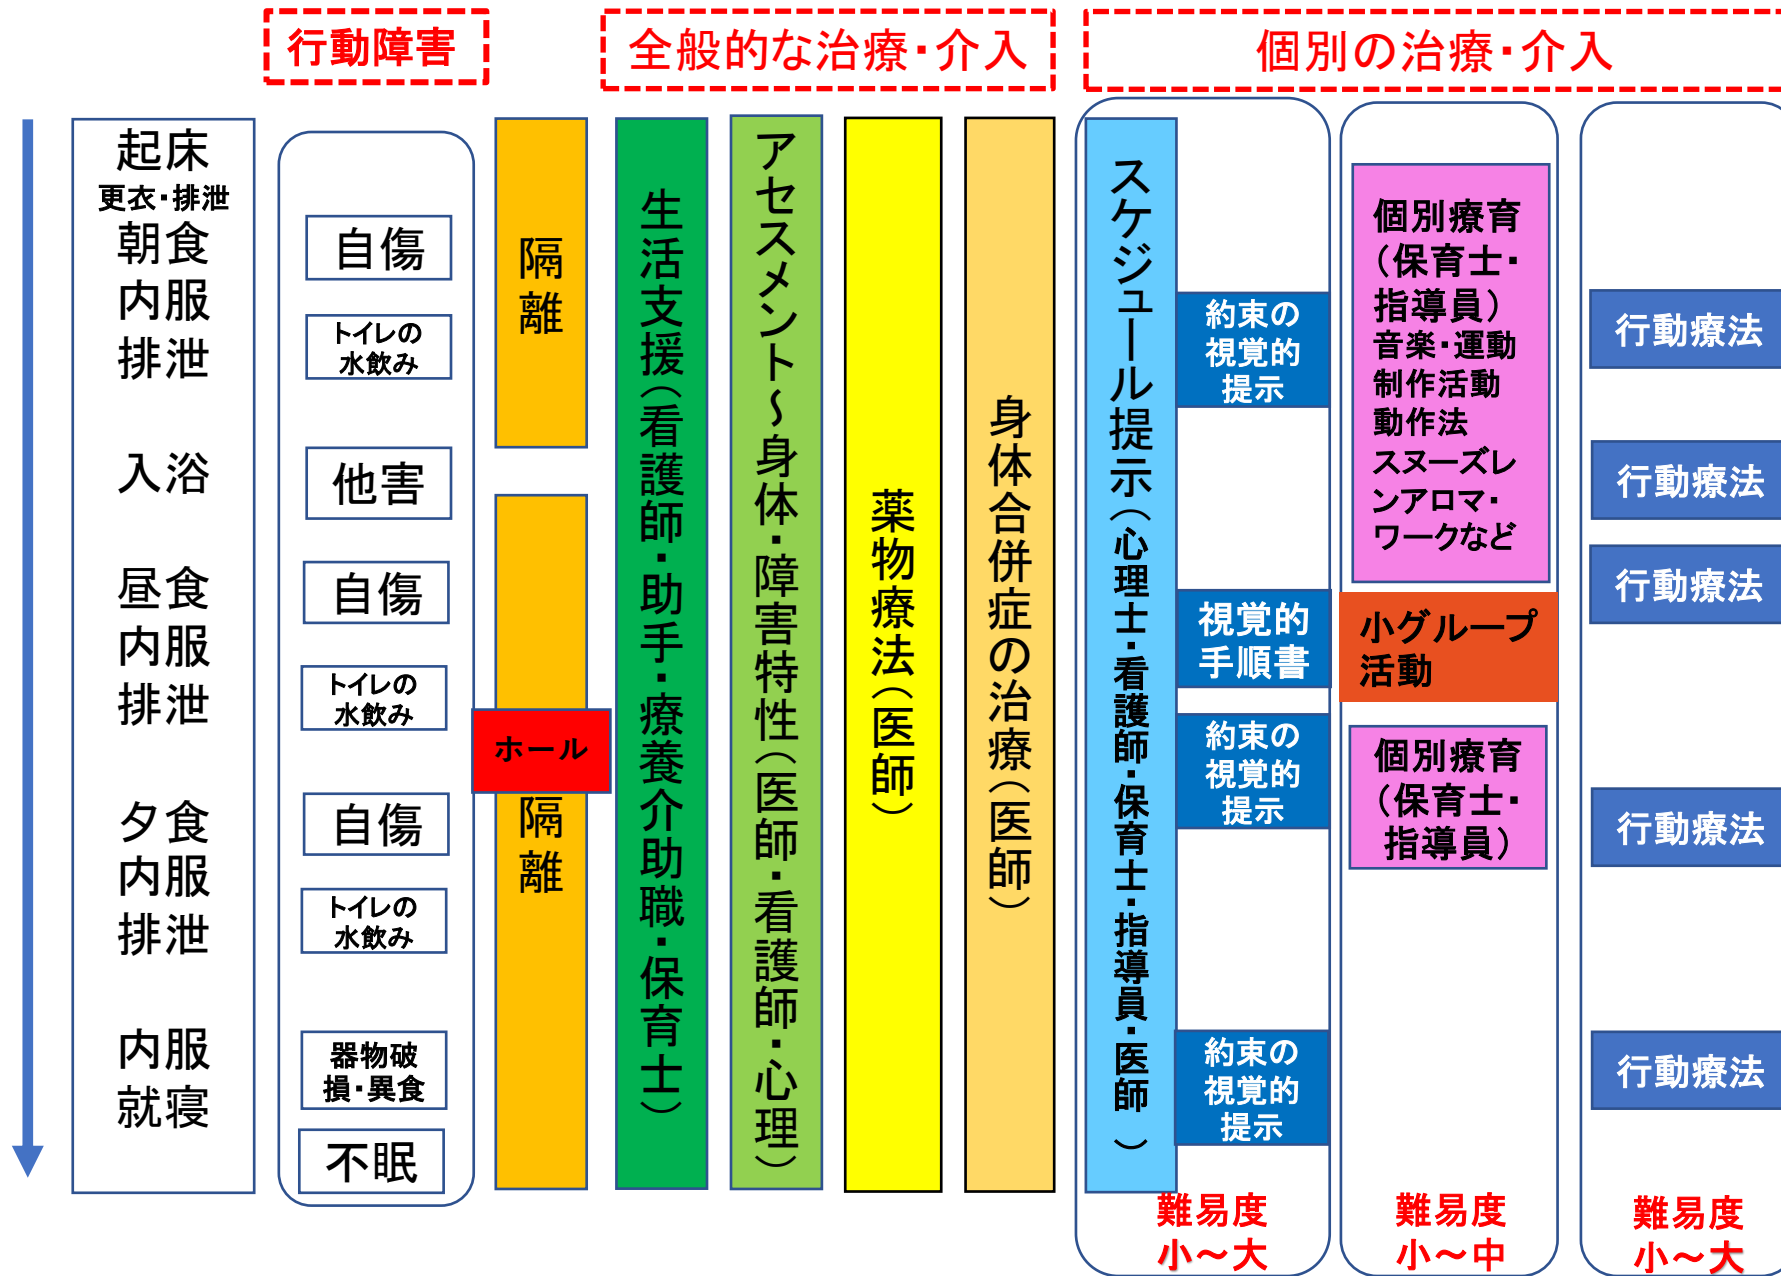 行動障害
全般的な治療・介入
個別の治療・介入
起床
更衣・排泄
朝食
内服
排泄
入浴
昼食
内服
排泄
夕食
内服
排泄
内服
就寝
自傷
トイレの
水飲み
他害
自傷
トイレの
水飲み
自傷
トイレの
水飲み
器物破
損・異食
不眠
隔離
ホール
隔離
生活支援（看護師・助手・療養介助職・保育士）
アセスメント～身体・障害特性（医師・看護師・心理）
薬物療法（医師）
身体合併症の治療（医師）
スケジュール提示（心理士・看護師・保育士・指導員・医師 ）
約束の
視覚的
提示
視覚的
手順書
約束の
視覚的
提示
約束の
視覚的
提示
難易度
小～大
個別療育
（保育士・
指導員）
音楽・運動
制作活動
動作法
スヌーズレ
ンアロマ・
ワークなど
小グループ
活動
個別療育
（保育士・
指導員）
難易度
小～中
行動療法
行動療法
行動療法
行動療法
行動療法
難易度
小～大